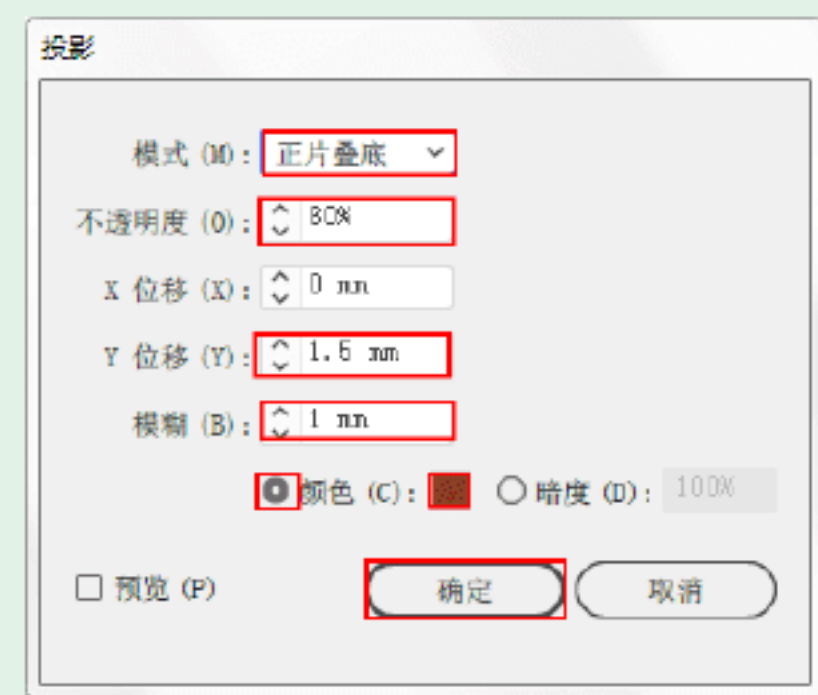 投影
模式 (M): 正片叠底
不透明度 (O): 80%
X 位移 (X): 0 mm
Y 位移 (Y): 1.5 mm
模糊 (B): 1 mm
颜色 (C): 暗度 (D): 100%
预览 (P) 确定 取消